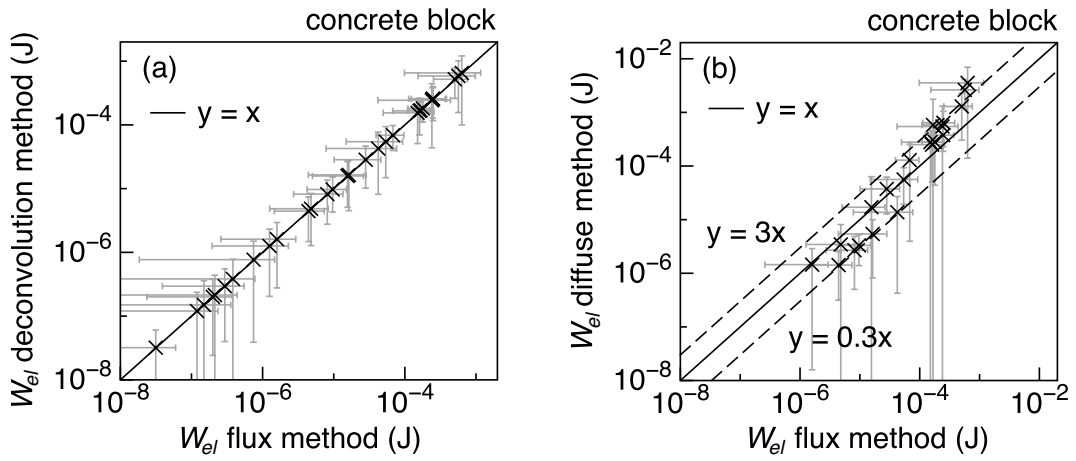 concrete block
(a)
y = x
W_el deconvolution method (J)
10⁻⁴
10⁻⁶
10⁻⁸
10⁻⁸
10⁻⁶
10⁻⁴
W_el flux method (J)
concrete block
(b)
y = x
y = 3x
y = 0.3x
W_el diffuse method (J)
10⁻²
10⁻⁴
10⁻⁶
10⁻⁸
10⁻⁸
10⁻⁶
10⁻⁴
10⁻²
W_el flux method (J)